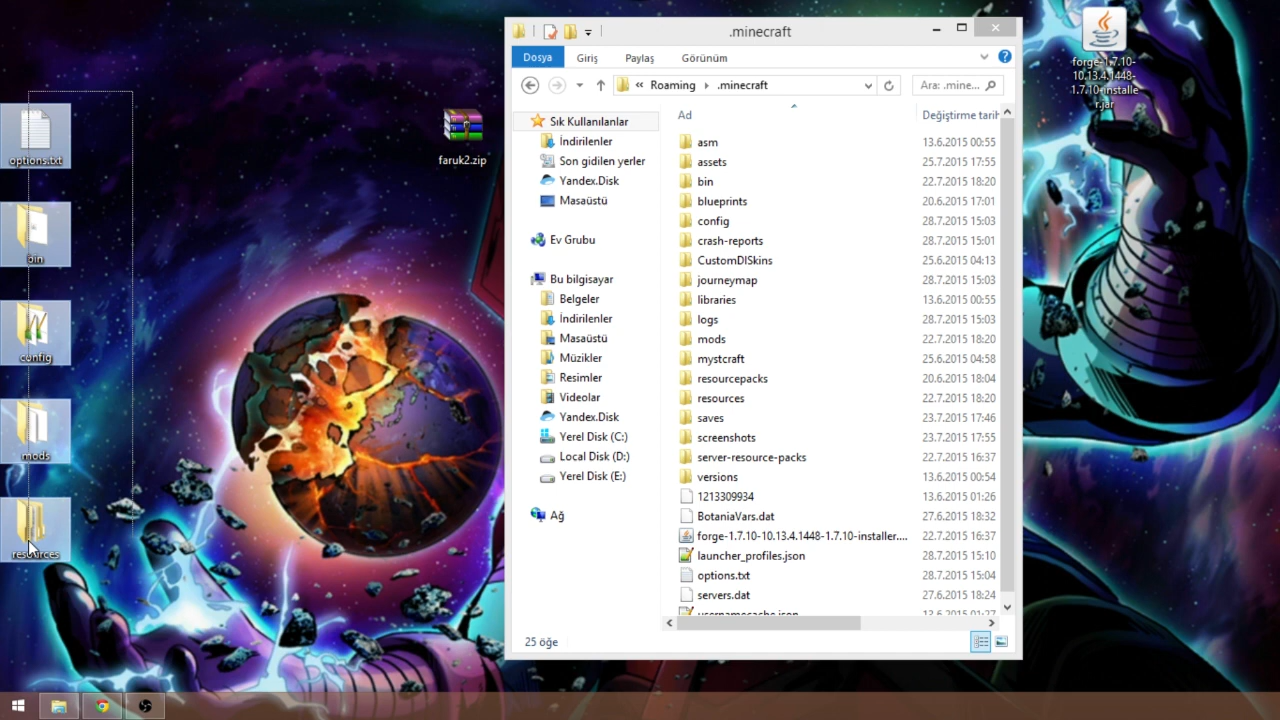 options.txt
bin
config
mods
resources
faruk2.zip
.minecraft
Dosya
Giriş
Paylaş
Görünüm
« Roaming › .minecraft
Ara: .mine...
Sık Kullanılanlar
İndirilenler
Son gidilen yerler
Yandex.Disk
Masaüstü
Ev Grubu
Bu bilgisayar
Belgeler
İndirilenler
Masaüstü
Müzikler
Resimler
Videolar
Yandex.Disk
Yerel Disk (C:)
Local Disk (D:)
Yerel Disk (E:)
Ağ
Ad Değiştirme tarih
asm 13.6.2015 00:55
assets 25.7.2015 17:55
bin 22.7.2015 18:20
blueprints 20.6.2015 17:01
config 28.7.2015 15:03
crash-reports 28.7.2015 15:01
CustomDISkins 25.6.2015 04:13
journeymap 28.7.2015 15:03
libraries 13.6.2015 00:55
logs 28.7.2015 15:03
mods 22.7.2015 18:20
mystcraft 25.6.2015 04:58
resourcepacks 20.6.2015 18:04
resources 22.7.2015 18:20
saves 23.7.2015 17:46
screenshots 23.7.2015 17:55
server-resource-packs 22.7.2015 16:37
versions 13.6.2015 00:54
1213309934 13.6.2015 01:26
BotaniaVars.dat 27.6.2015 18:32
forge-1.7.10-10.13.4.1448-1.7.10-installer.... 22.7.2015 16:37
launcher_profiles.json 28.7.2015 15:10
options.txt 28.7.2015 15:04
servers.dat 27.6.2015 18:24
usernamecache.json 13.6.2015 01:27
25 öğe
forge-1.7.10-
10.13.4.1448-
1.7.10-installe
r.jar